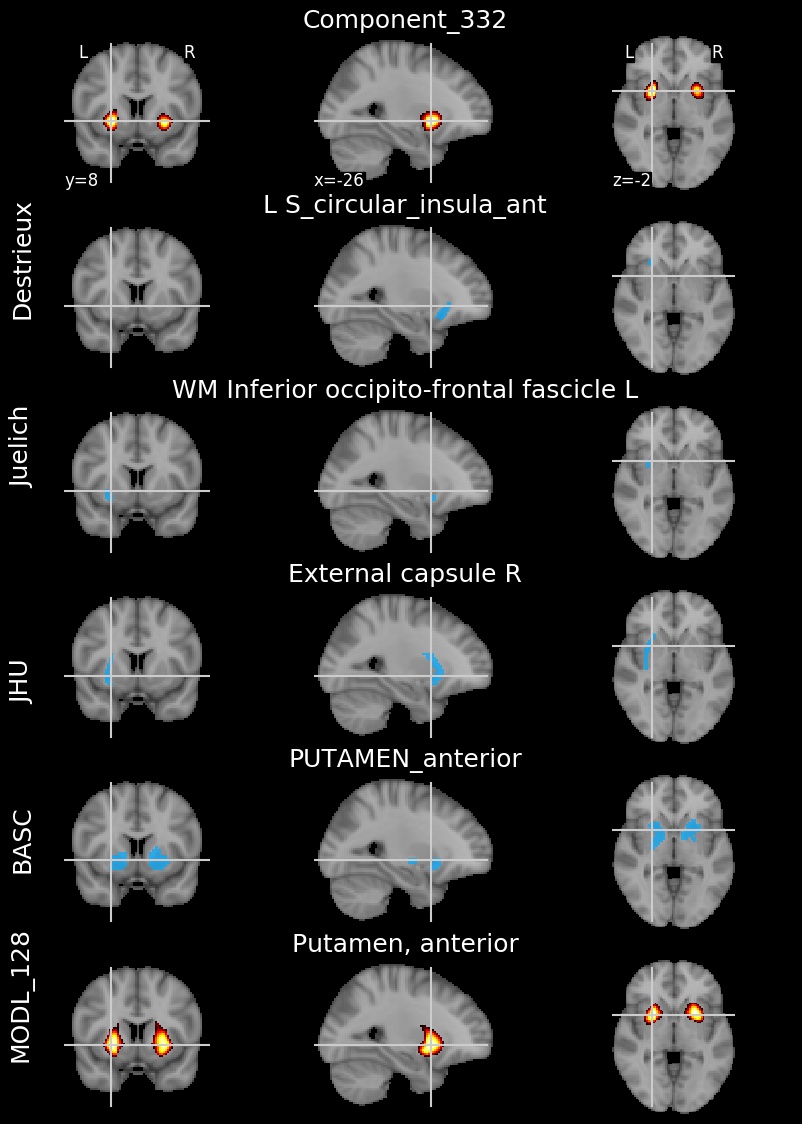 Component_332
L R L R
y=8 x=-26 z=-2
Destrieux
L S_circular_insula_ant
Juelich
WM Inferior occipito-frontal fascicle L
JHU
External capsule R
BASC
PUTAMEN_anterior
MODL_128
Putamen, anterior